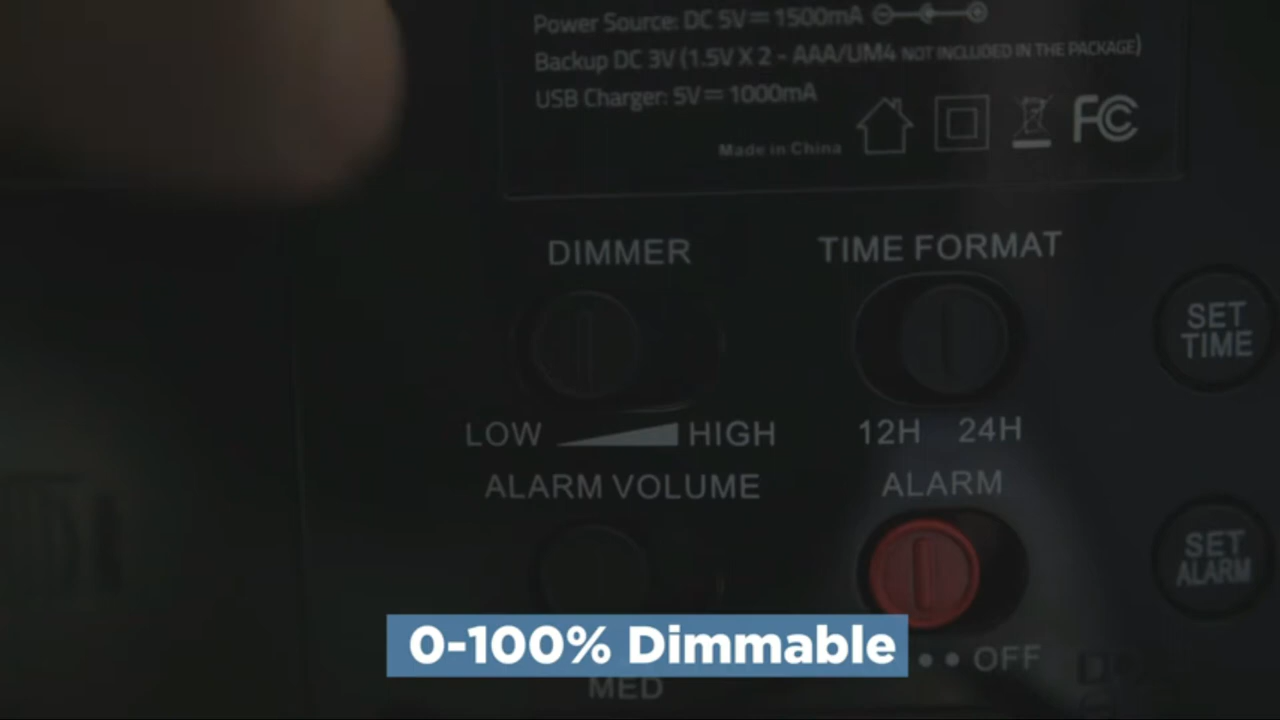 Power Source: DC 5V⎓1500mA
Backup DC 3V (1.5V X 2 - AAA/UM4 NOT INCLUDED IN THE PACKAGE)
USB Charger: 5V⎓1000mA
Made in China
FC
DIMMER
TIME FORMAT
SET
TIME
LOW HIGH
12H 24H
ALARM VOLUME
ALARM
SET
ALARM
0-100% Dimmable
OFF
MED